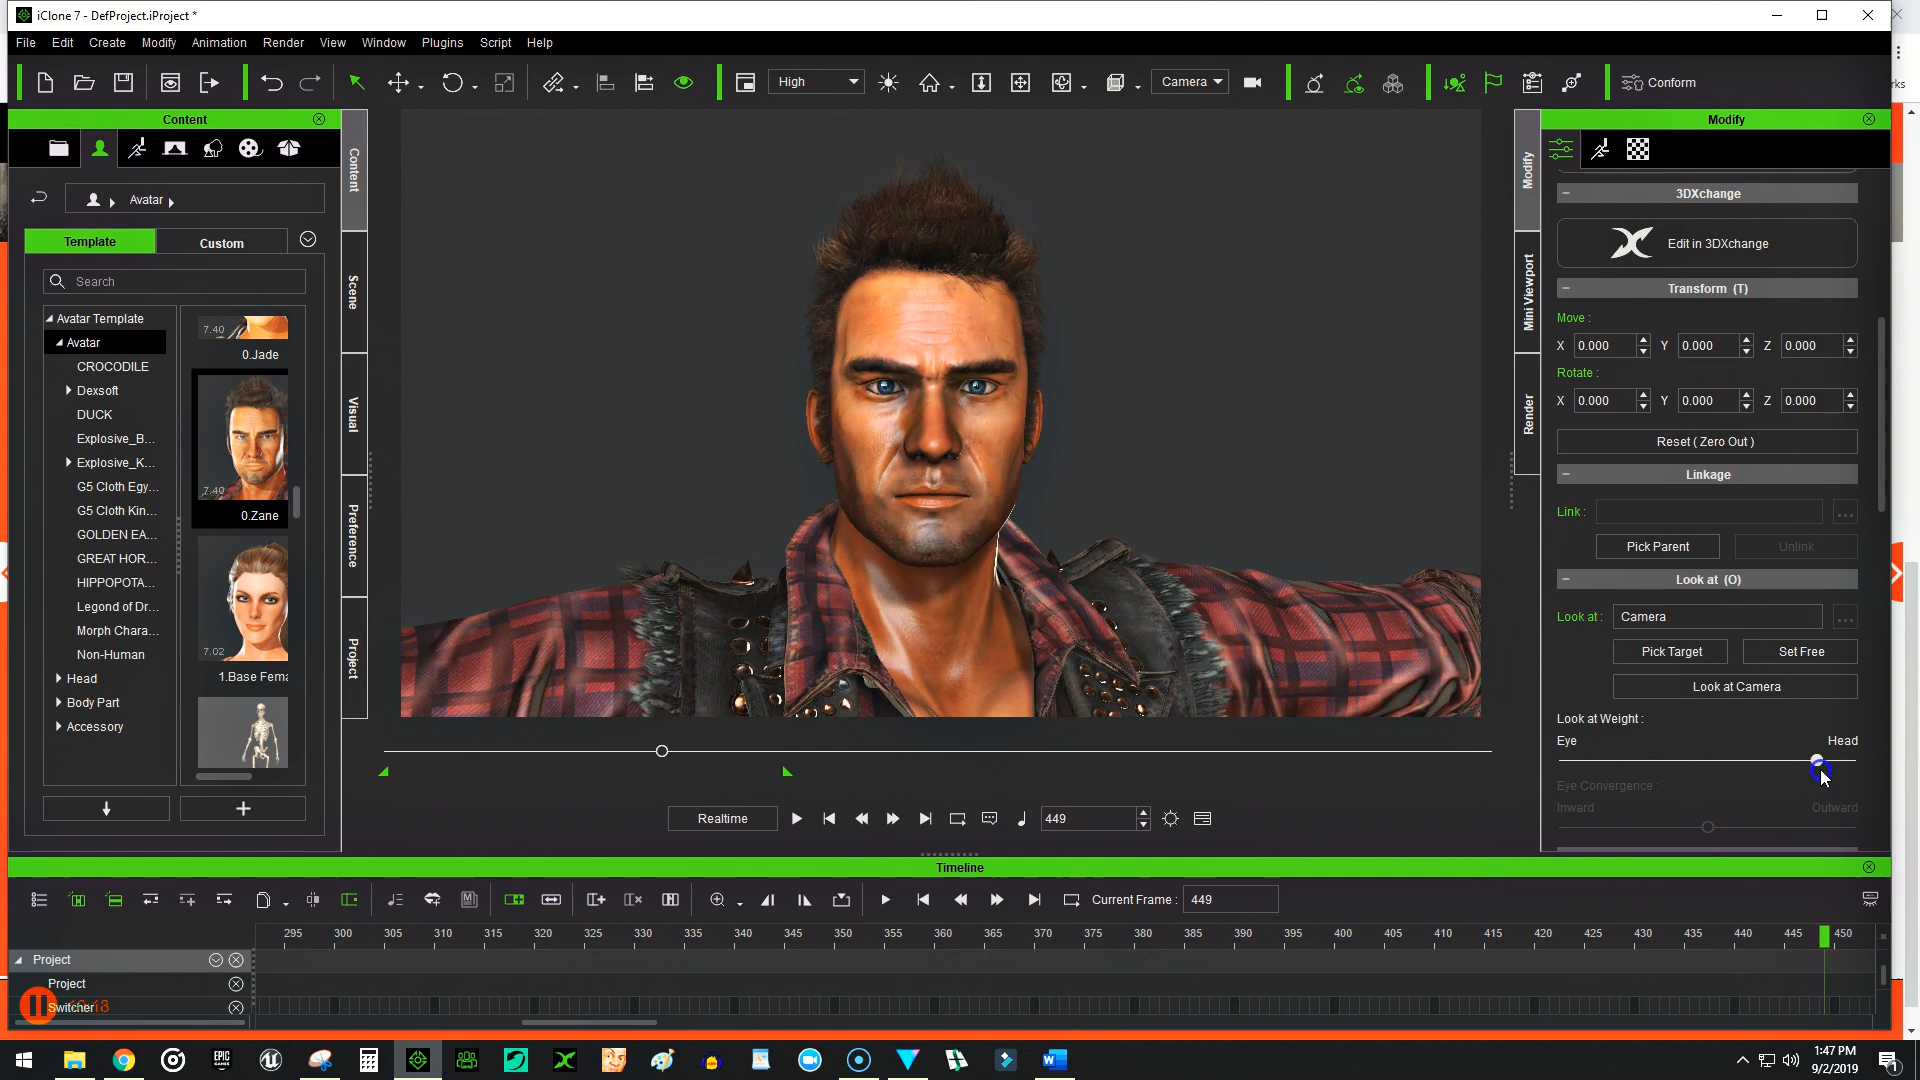 iClone 7 - DefProject.iProject *
File Edit Create Modify Animation Render View Window Plugins Script Help
High
Camera
Conform
Content
Avatar
Template
Custom
Search
Avatar Template
Avatar
CROCODILE
Dexsoft
DUCK
Explosive_B...
Explosive_K...
G5 Cloth Egy...
G5 Cloth Kin...
GOLDEN EA...
GREAT HOR...
HIPPOPOTA...
Legend of Dr...
Morph Chara...
Non-Human
Head
Body Part
Accessory
7.40
0.Jade
7.40
0.Zane
7.02
1.Base Fema
Content
Scene
Visual
Preference
Project
Modify
Mini Viewport
Render
Modify
3DXchange
Edit in 3DXchange
Transform (T)
Move :
X 0.000 Y 0.000 Z 0.000
Rotate :
X 0.000 Y 0.000 Z 0.000
Reset ( Zero Out )
Linkage
Link :
...
Pick Parent
Unlink
Look at (O)
Look at : Camera
...
Pick Target
Set Free
Look at Camera
Look at Weight :
Eye
Head
Eye Convergence :
Inward
Outward
Realtime
449
Timeline
Current Frame : 449
295 300 305 310 315 320 325 330 335 340 345 350 355 360 365 370 375 380 385 390 395 400 405 410 415 420 425 430 435 440 445 450
Project
Project
Switcher
EPIC GAMES
1:47 PM
9/2/2019
1